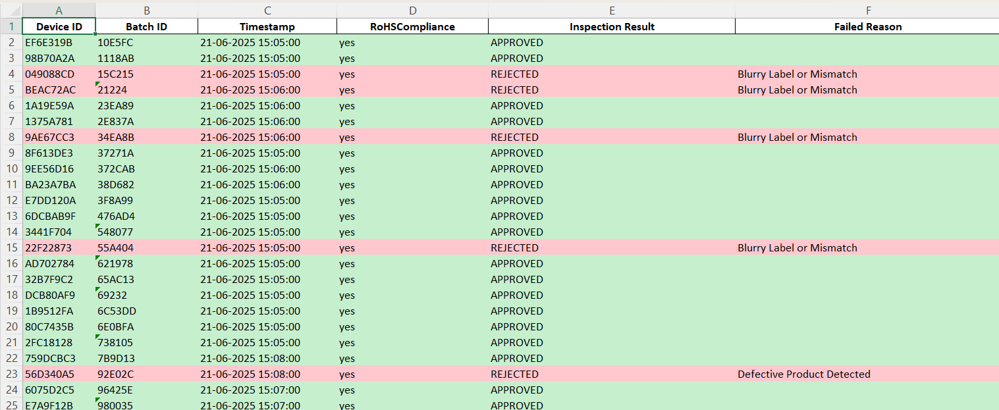 A B C D E F
1 Device ID Batch ID Timestamp RoHSCompliance Inspection Result Failed Reason
2 EF6E319B 10E5FC 21-06-2025 15:05:00 yes APPROVED
3 98B70A2A 1118AB 21-06-2025 15:05:00 yes APPROVED
4 049088CD 15C215 21-06-2025 15:05:00 yes REJECTED Blurry Label or Mismatch
5 BEAC72AC 21224 21-06-2025 15:06:00 yes REJECTED Blurry Label or Mismatch
6 1A19E59A 23EA89 21-06-2025 15:06:00 yes APPROVED
7 1375A781 2E837A 21-06-2025 15:06:00 yes APPROVED
8 9AE67CC3 34EA8B 21-06-2025 15:06:00 yes REJECTED Blurry Label or Mismatch
9 8F613DE3 37271A 21-06-2025 15:05:00 yes APPROVED
10 9EE56D16 372CAB 21-06-2025 15:06:00 yes APPROVED
11 BA23A7BA 38D682 21-06-2025 15:06:00 yes APPROVED
12 E7DD120A 3F8A99 21-06-2025 15:05:00 yes APPROVED
13 6DCBAB9F 476AD4 21-06-2025 15:05:00 yes APPROVED
14 3441F704 548077 21-06-2025 15:05:00 yes APPROVED
15 22F22873 55A404 21-06-2025 15:05:00 yes REJECTED Blurry Label or Mismatch
16 AD702784 621978 21-06-2025 15:05:00 yes APPROVED
17 32B7F9C2 65AC13 21-06-2025 15:05:00 yes APPROVED
18 DCB80AF9 69232 21-06-2025 15:05:00 yes APPROVED
19 1B9512FA 6C53DD 21-06-2025 15:05:00 yes APPROVED
20 80C7435B 6E0BFA 21-06-2025 15:05:00 yes APPROVED
21 2FC18128 738105 21-06-2025 15:05:00 yes APPROVED
22 759DCBC3 7B9D13 21-06-2025 15:08:00 yes APPROVED
23 56D340A5 92E02C 21-06-2025 15:08:00 yes REJECTED Defective Product Detected
24 6075D2C5 96425E 21-06-2025 15:07:00 yes APPROVED
25 E7A9F12B 980035 21-06-2025 15:07:00 yes APPROVED